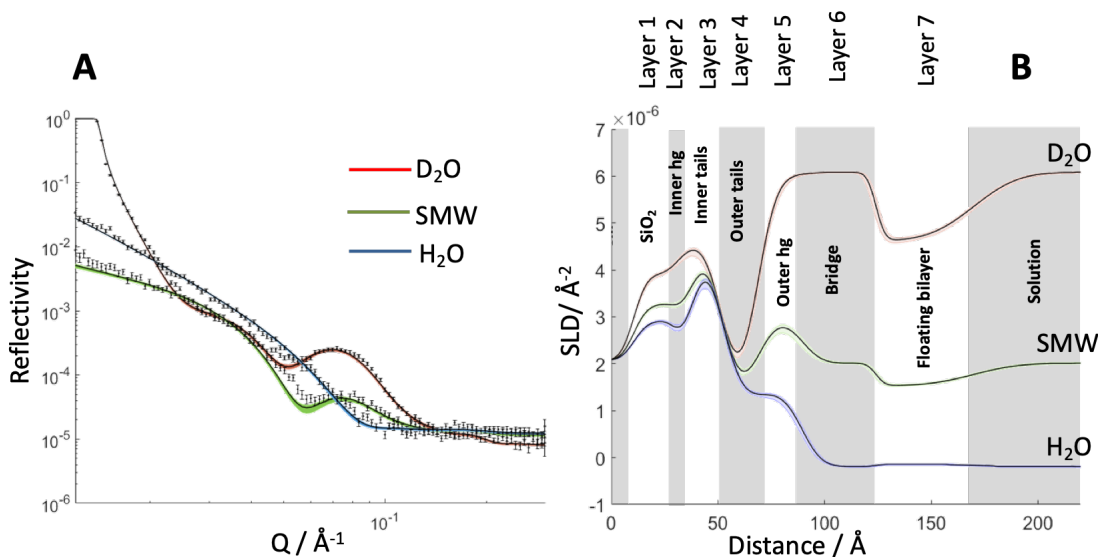 A
10⁰
10⁻¹
10⁻²
10⁻³
10⁻⁴
10⁻⁵
10⁻⁶
Reflectivity
10⁻¹
Q / Å⁻¹
D₂O
SMW
H₂O
B
Layer 1
Layer 2
Layer 3
Layer 4
Layer 5
Layer 6
Layer 7
×10⁻⁶
7
6
5
4
3
2
1
0
-1
SLD/ Å⁻²
SiO₂
Inner hg
Inner tails
Outer tails
Outer hg
Bridge
Floating bilayer
Solution
D₂O
SMW
H₂O
0
50
100
150
200
Distance / Å